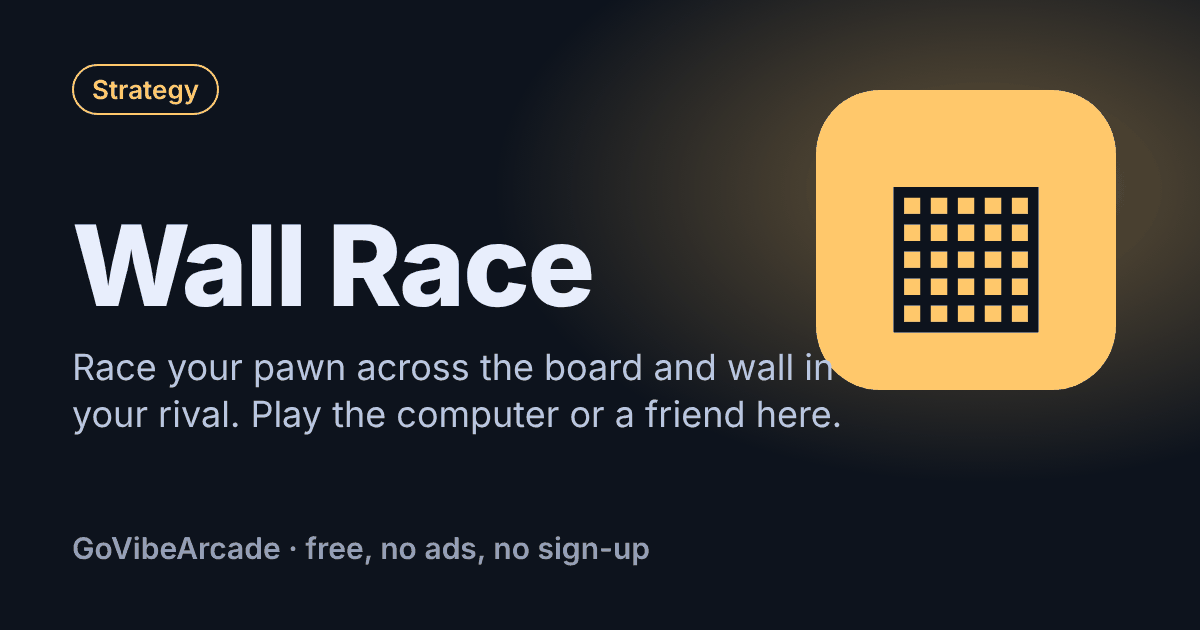 Strategy
Wall Race
Race your pawn across the board and wall in
your rival. Play the computer or a friend here.
GoVibeArcade · free, no ads, no sign-up